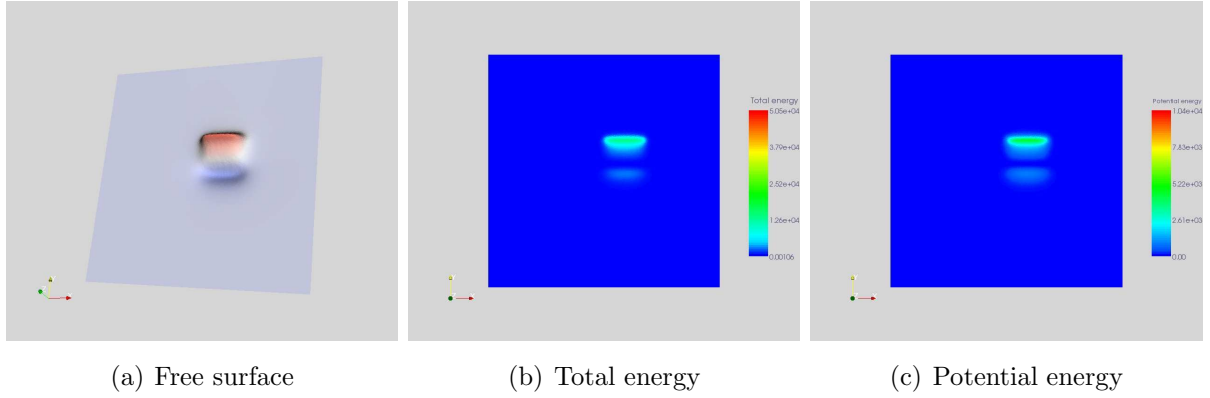 Total energy
5.05e+04
3.79e+04
2.52e+04
1.26e+04
0.00106
Potential energy
1.04e+04
7.83e+03
5.22e+03
2.61e+03
0.00
(a) Free surface
(b) Total energy
(c) Potential energy